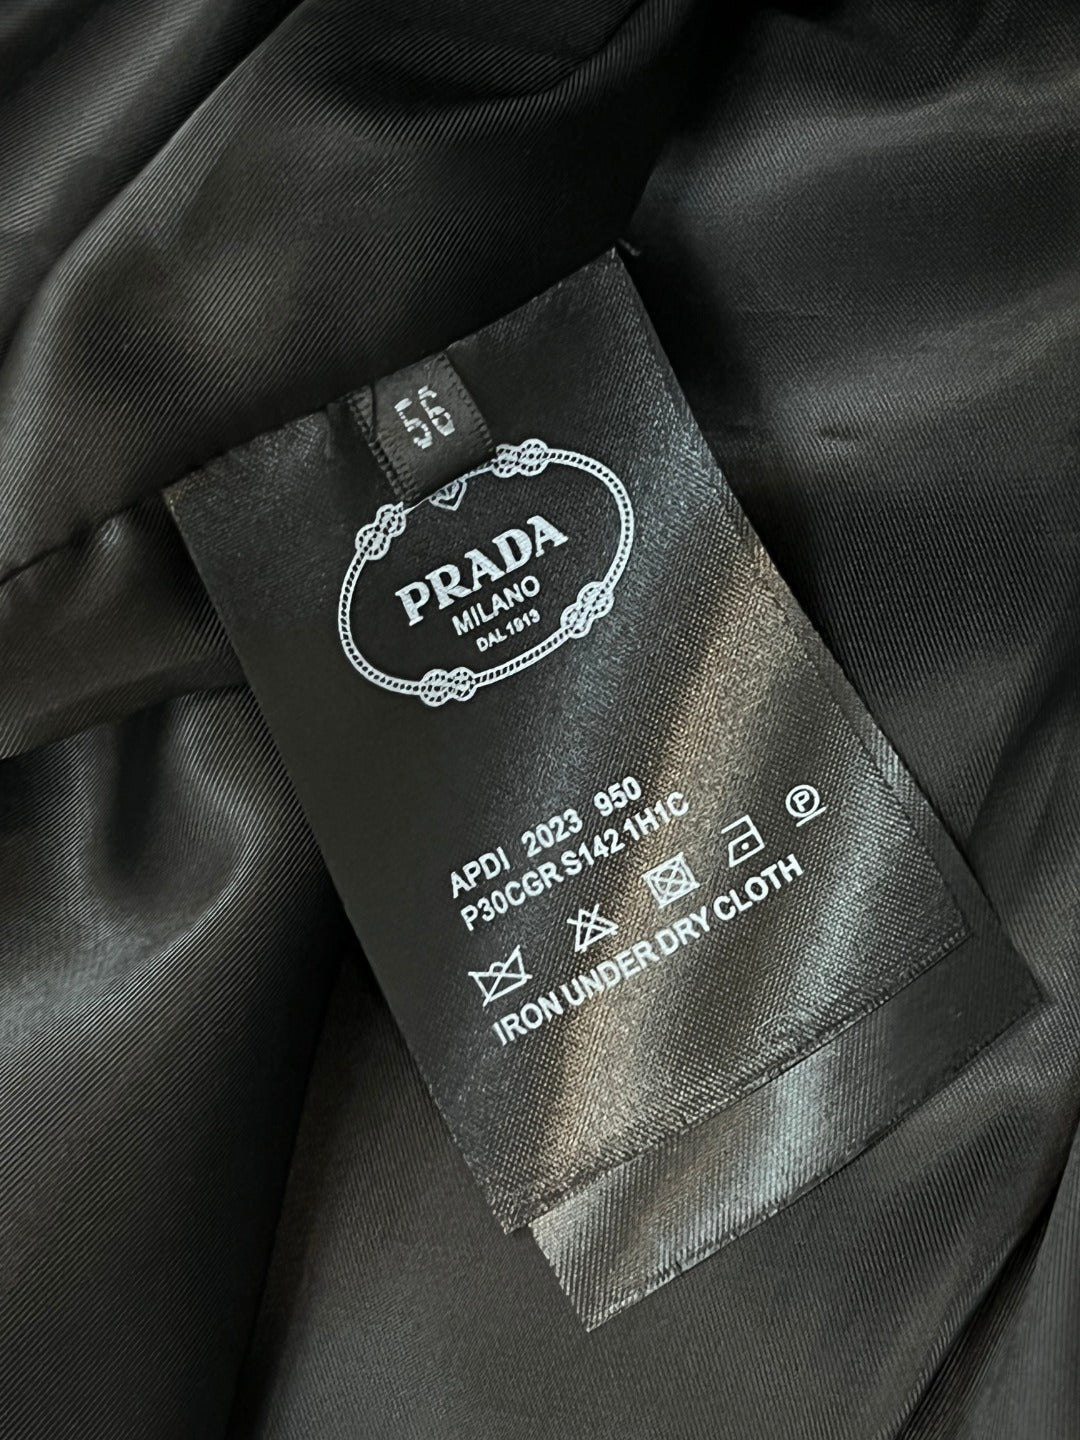 56
PRADA
MILANO
DAL 1913
APDI 2023 950
P30CGR S142 1H1C
P
IRON UNDER DRY CLOTH